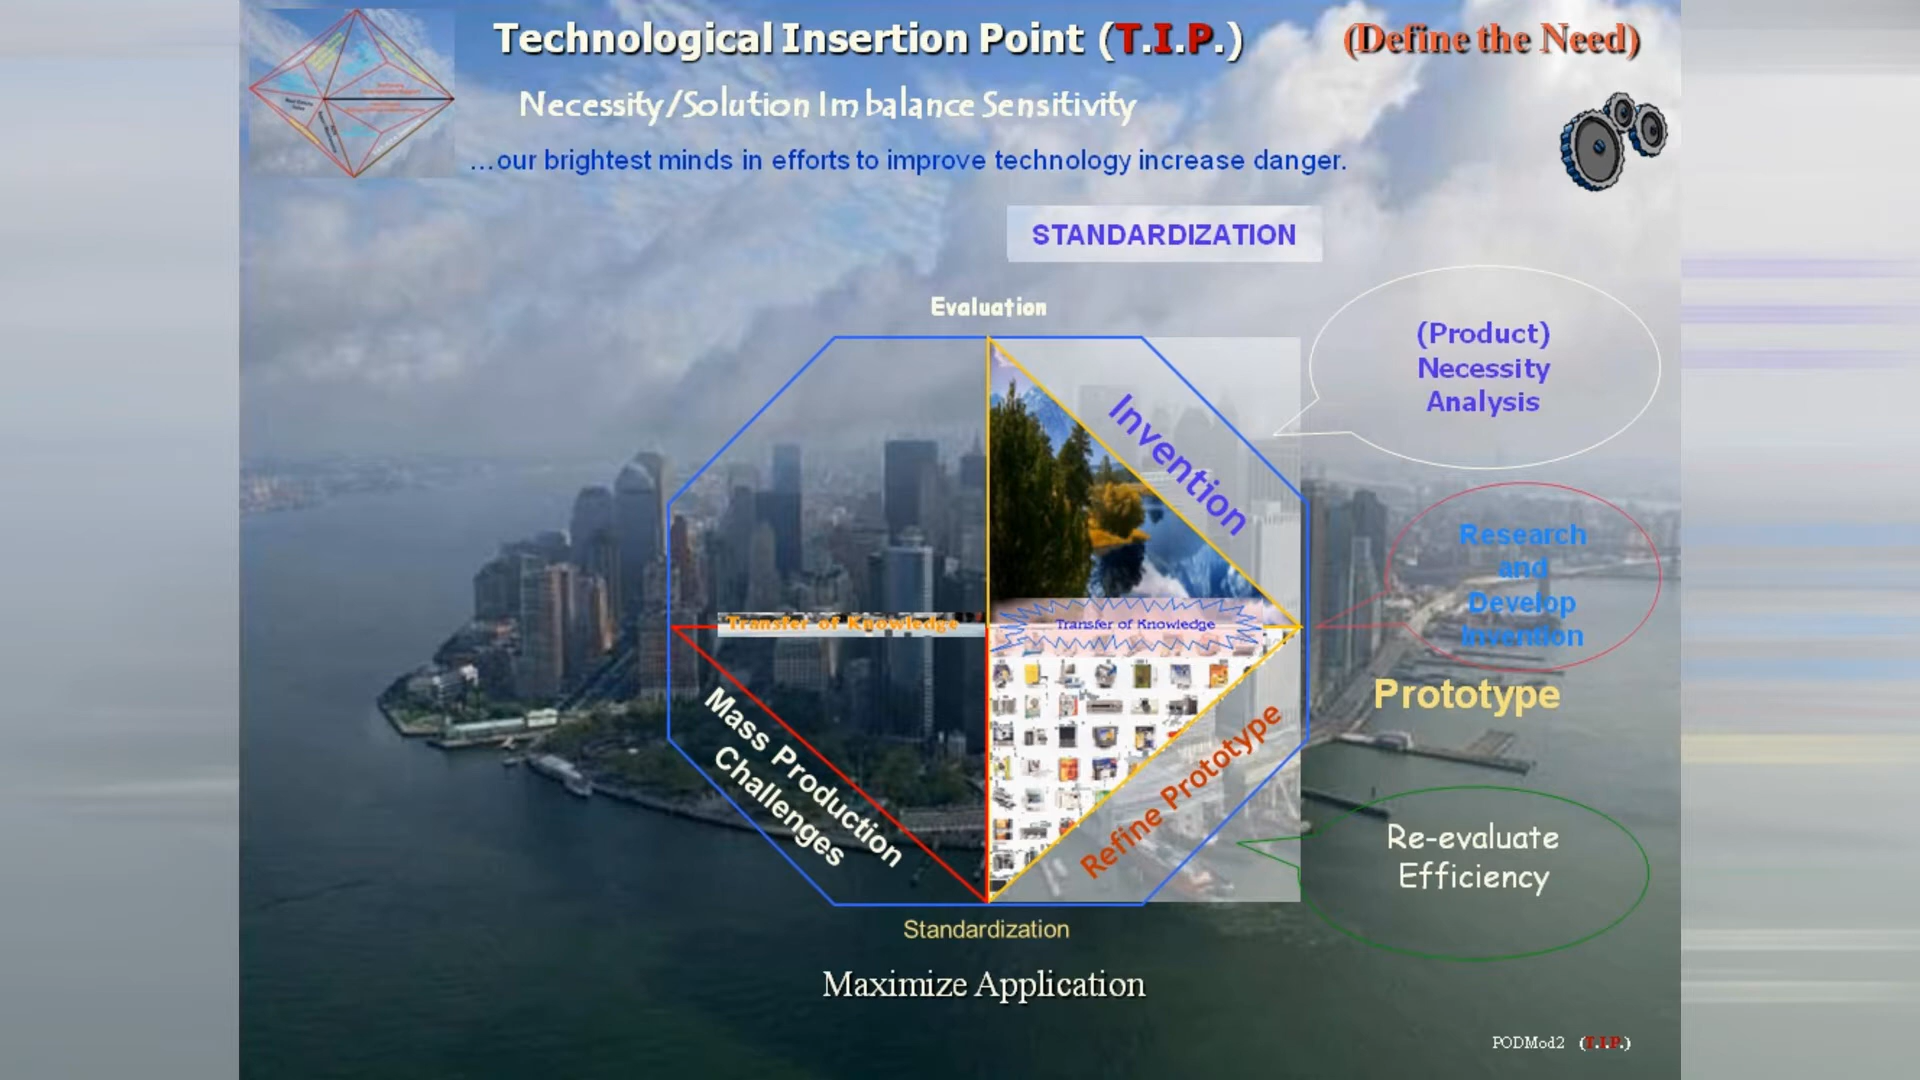 Technological Insertion Point (T.I.P.)
(Define the Need)
Necessity/Solution Imbalance Sensitivity
...our brightest minds in efforts to improve technology increase danger.
STANDARDIZATION
Evaluation
(Product)
Necessity
Analysis
Invention
Research
and
Develop
Invention
Transfer of Knowledge
Transfer of Knowledge
Prototype
Mass Production
Challenges
Refine Prototype
Re-evaluate
Efficiency
Standardization
Maximize Application
PODMod2 (T.I.P.)